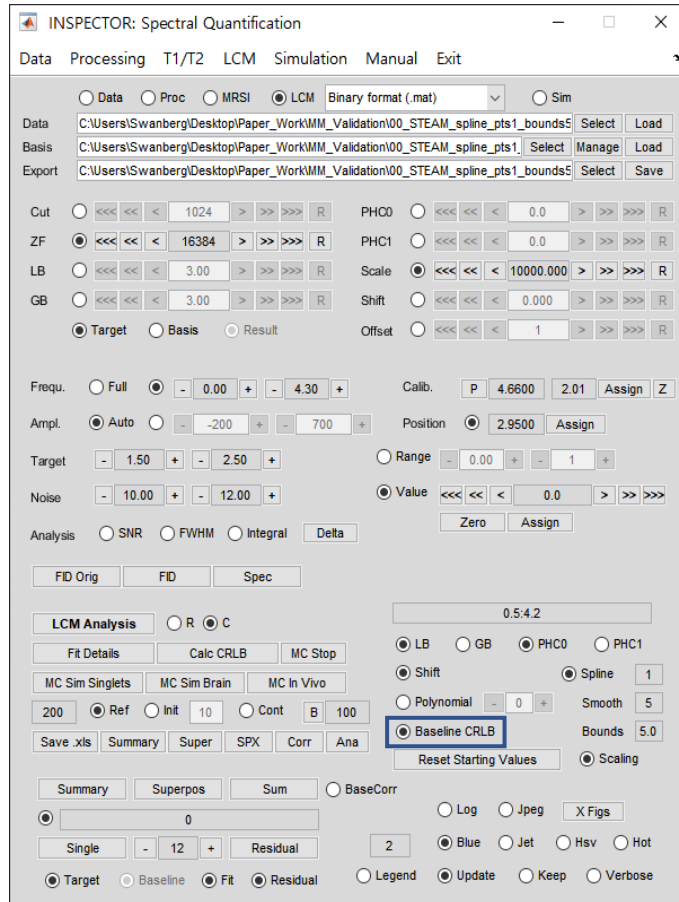 INSPECTOR: Spectral Quantification
Data Processing T1/T2 LCM Simulation Manual Exit
Data Proc MRSI LCM Binary format (.mat) Sim
Data C:\Users\Swanberg\Desktop\Paper_Work\MM_Validation\00_STEAM_spline_pts1_bounds5 Select Load
Basis C:\Users\Swanberg\Desktop\Paper_Work\MM_Validation\00_STEAM_spline_pts1_ Select Manage Load
Export C:\Users\Swanberg\Desktop\Paper_Work\MM_Validation\00_STEAM_spline_pts1_bounds5 Select Save
Cut <<< << < 1024 > >> >>> R PHC0 <<< << < 0.0 > >> >>> R
ZF <<< << < 16384 > >> >>> R PHC1 <<< << < 0.0 > >> >>> R
LB <<< << < 3.00 > >> >>> R Scale <<< << < 10000.000 > >> >>> R
GB <<< << < 3.00 > >> >>> R Shift <<< << < 0.000 > >> >>> R
Target Basis Result Offset <<< << < 1 > >> >>> R
Frequ. Full - 0.00 + - 4.30 + Calib. P 4.6600 2.01 Assign Z
Ampl. Auto - -200 + - 700 + Position 2.9500 Assign
Target - 1.50 + - 2.50 + Range - 0.00 + - 1 +
Noise - 10.00 + - 12.00 + Value <<< << < 0.0 > >> >>>
Analysis SNR FWHM Integral Delta Zero Assign
FID Orig FID Spec
0.5:4.2
LCM Analysis R C LB GB PHC0 PHC1
Fit Details Calc CRLB MC Stop Shift Spline 1
MC Sim Singlets MC Sim Brain MC In Vivo Polynomial - 0 + Smooth 5
200 Ref Init 10 Cont B 100 Baseline CRLB Bounds 5.0
Save .xls Summary Super SPX Corr Ana Reset Starting Values Scaling
Summary Superpos Sum BaseCorr
0 Log Jpeg X Figs
Single - 12 + Residual 2 Blue Jet Hsv Hot
Target Baseline Fit Residual Legend Update Keep Verbose